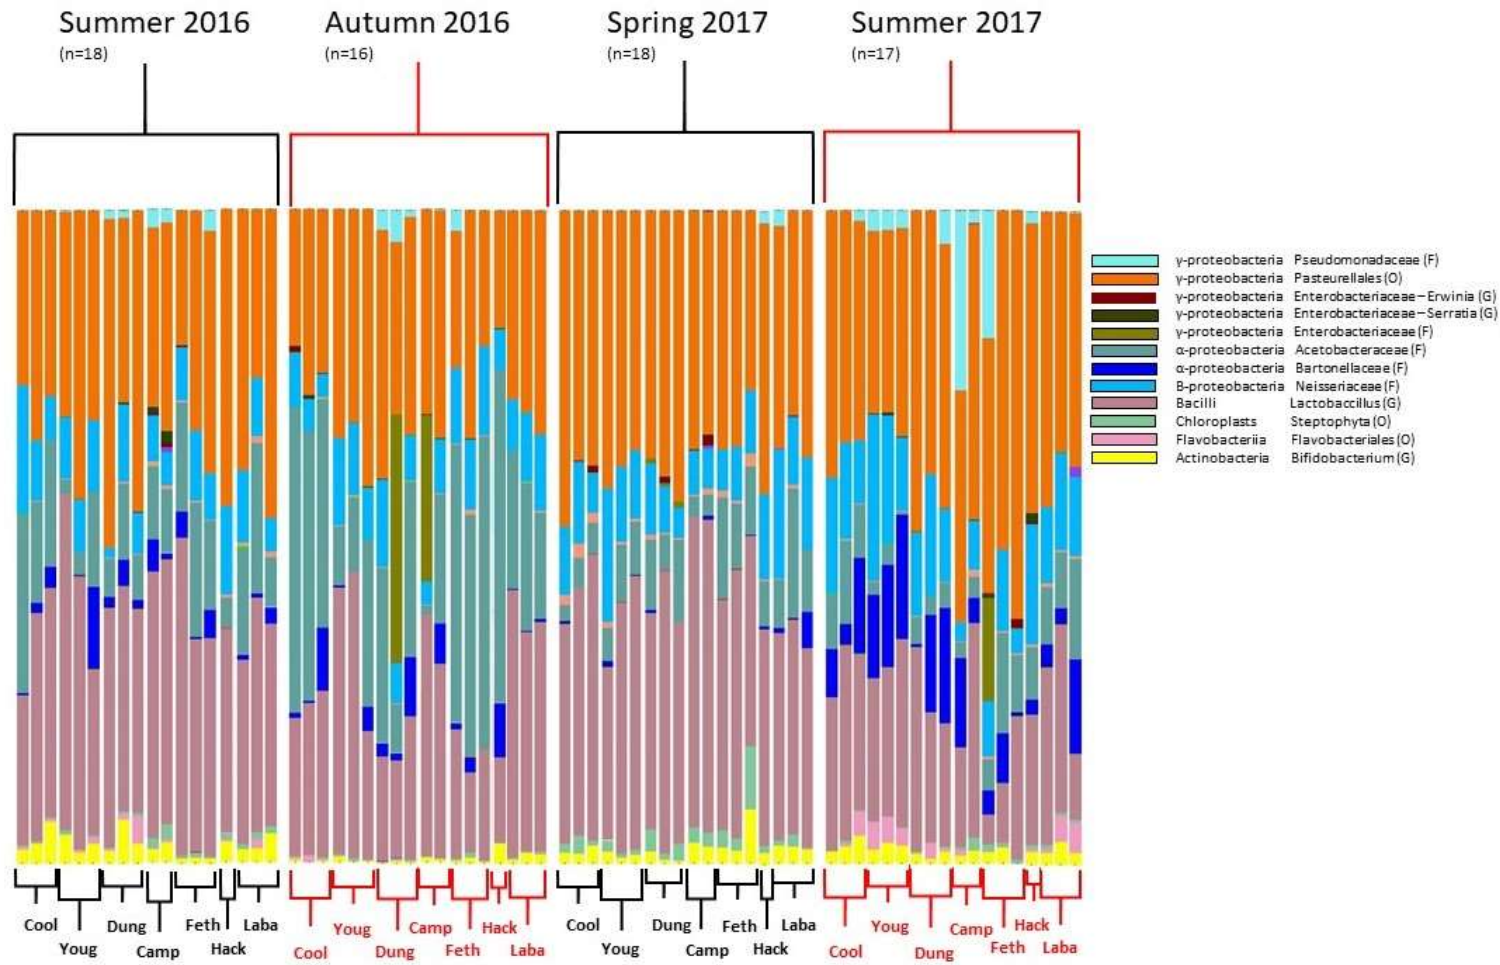 Summer 2016
(n=18)
Autumn 2016
(n=16)
Spring 2017
(n=18)
Summer 2017
(n=17)
γ-proteobacteria Pseudomonadaceae (F)
γ-proteobacteria Pasteurellales (O)
γ-proteobacteria Enterobacteriaceae–Erwinia (G)
γ-proteobacteria Enterobacteriaceae–Serratia (G)
γ-proteobacteria Enterobacteriaceae (F)
α-proteobacteria Acetobacteraceae (F)
α-proteobacteria Bartonellaceae (F)
B-proteobacteria Neisseriaceae (F)
Bacilli Lactobaccillus (G)
Chloroplasts Steptophyta (O)
Flavobacteriia Flavobacteriales (O)
Actinobacteria Bifidobacterium (G)
Cool Youg Dung Camp Feth Hack Laba
Cool Youg Dung Camp Feth Hack Laba
Cool Youg Dung Camp Feth Hack Laba
Cool Youg Dung Camp Feth Hack Laba